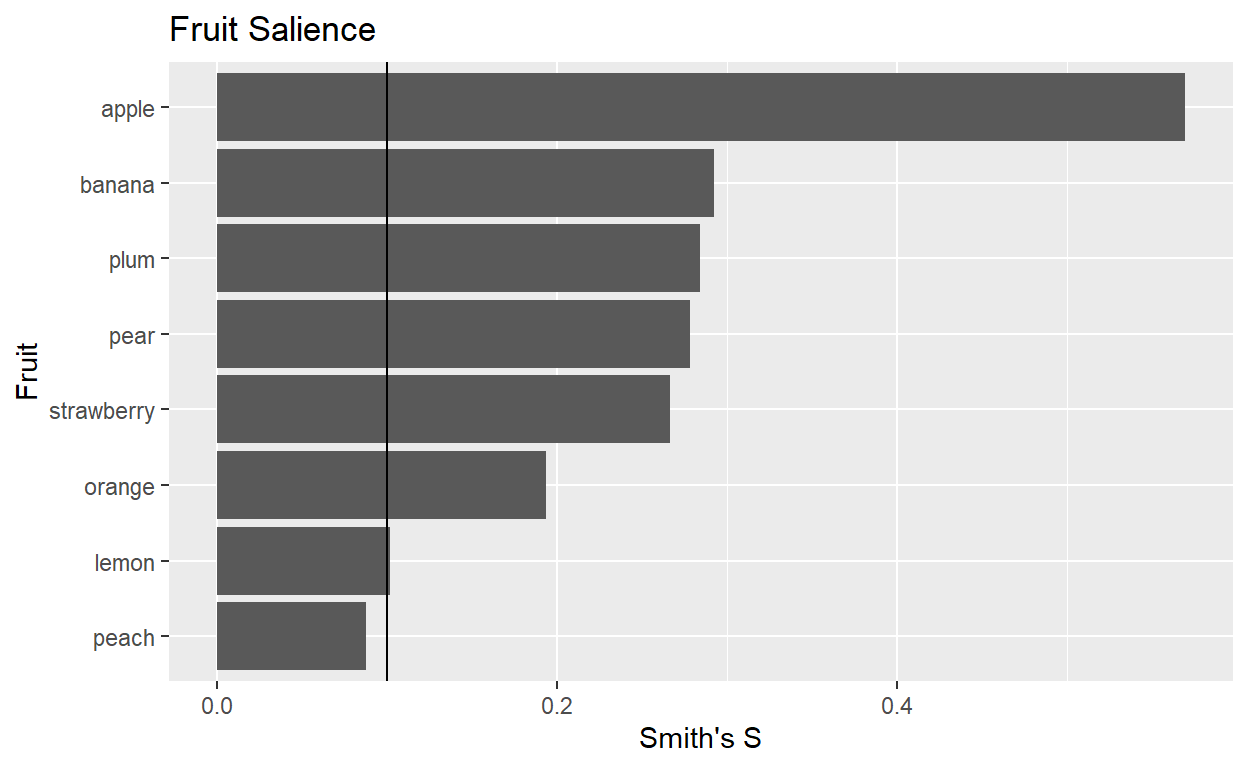 Fruit Salience
apple
banana
plum
pear
strawberry
orange
lemon
peach
Fruit
0.0 0.2 0.4
Smith's S